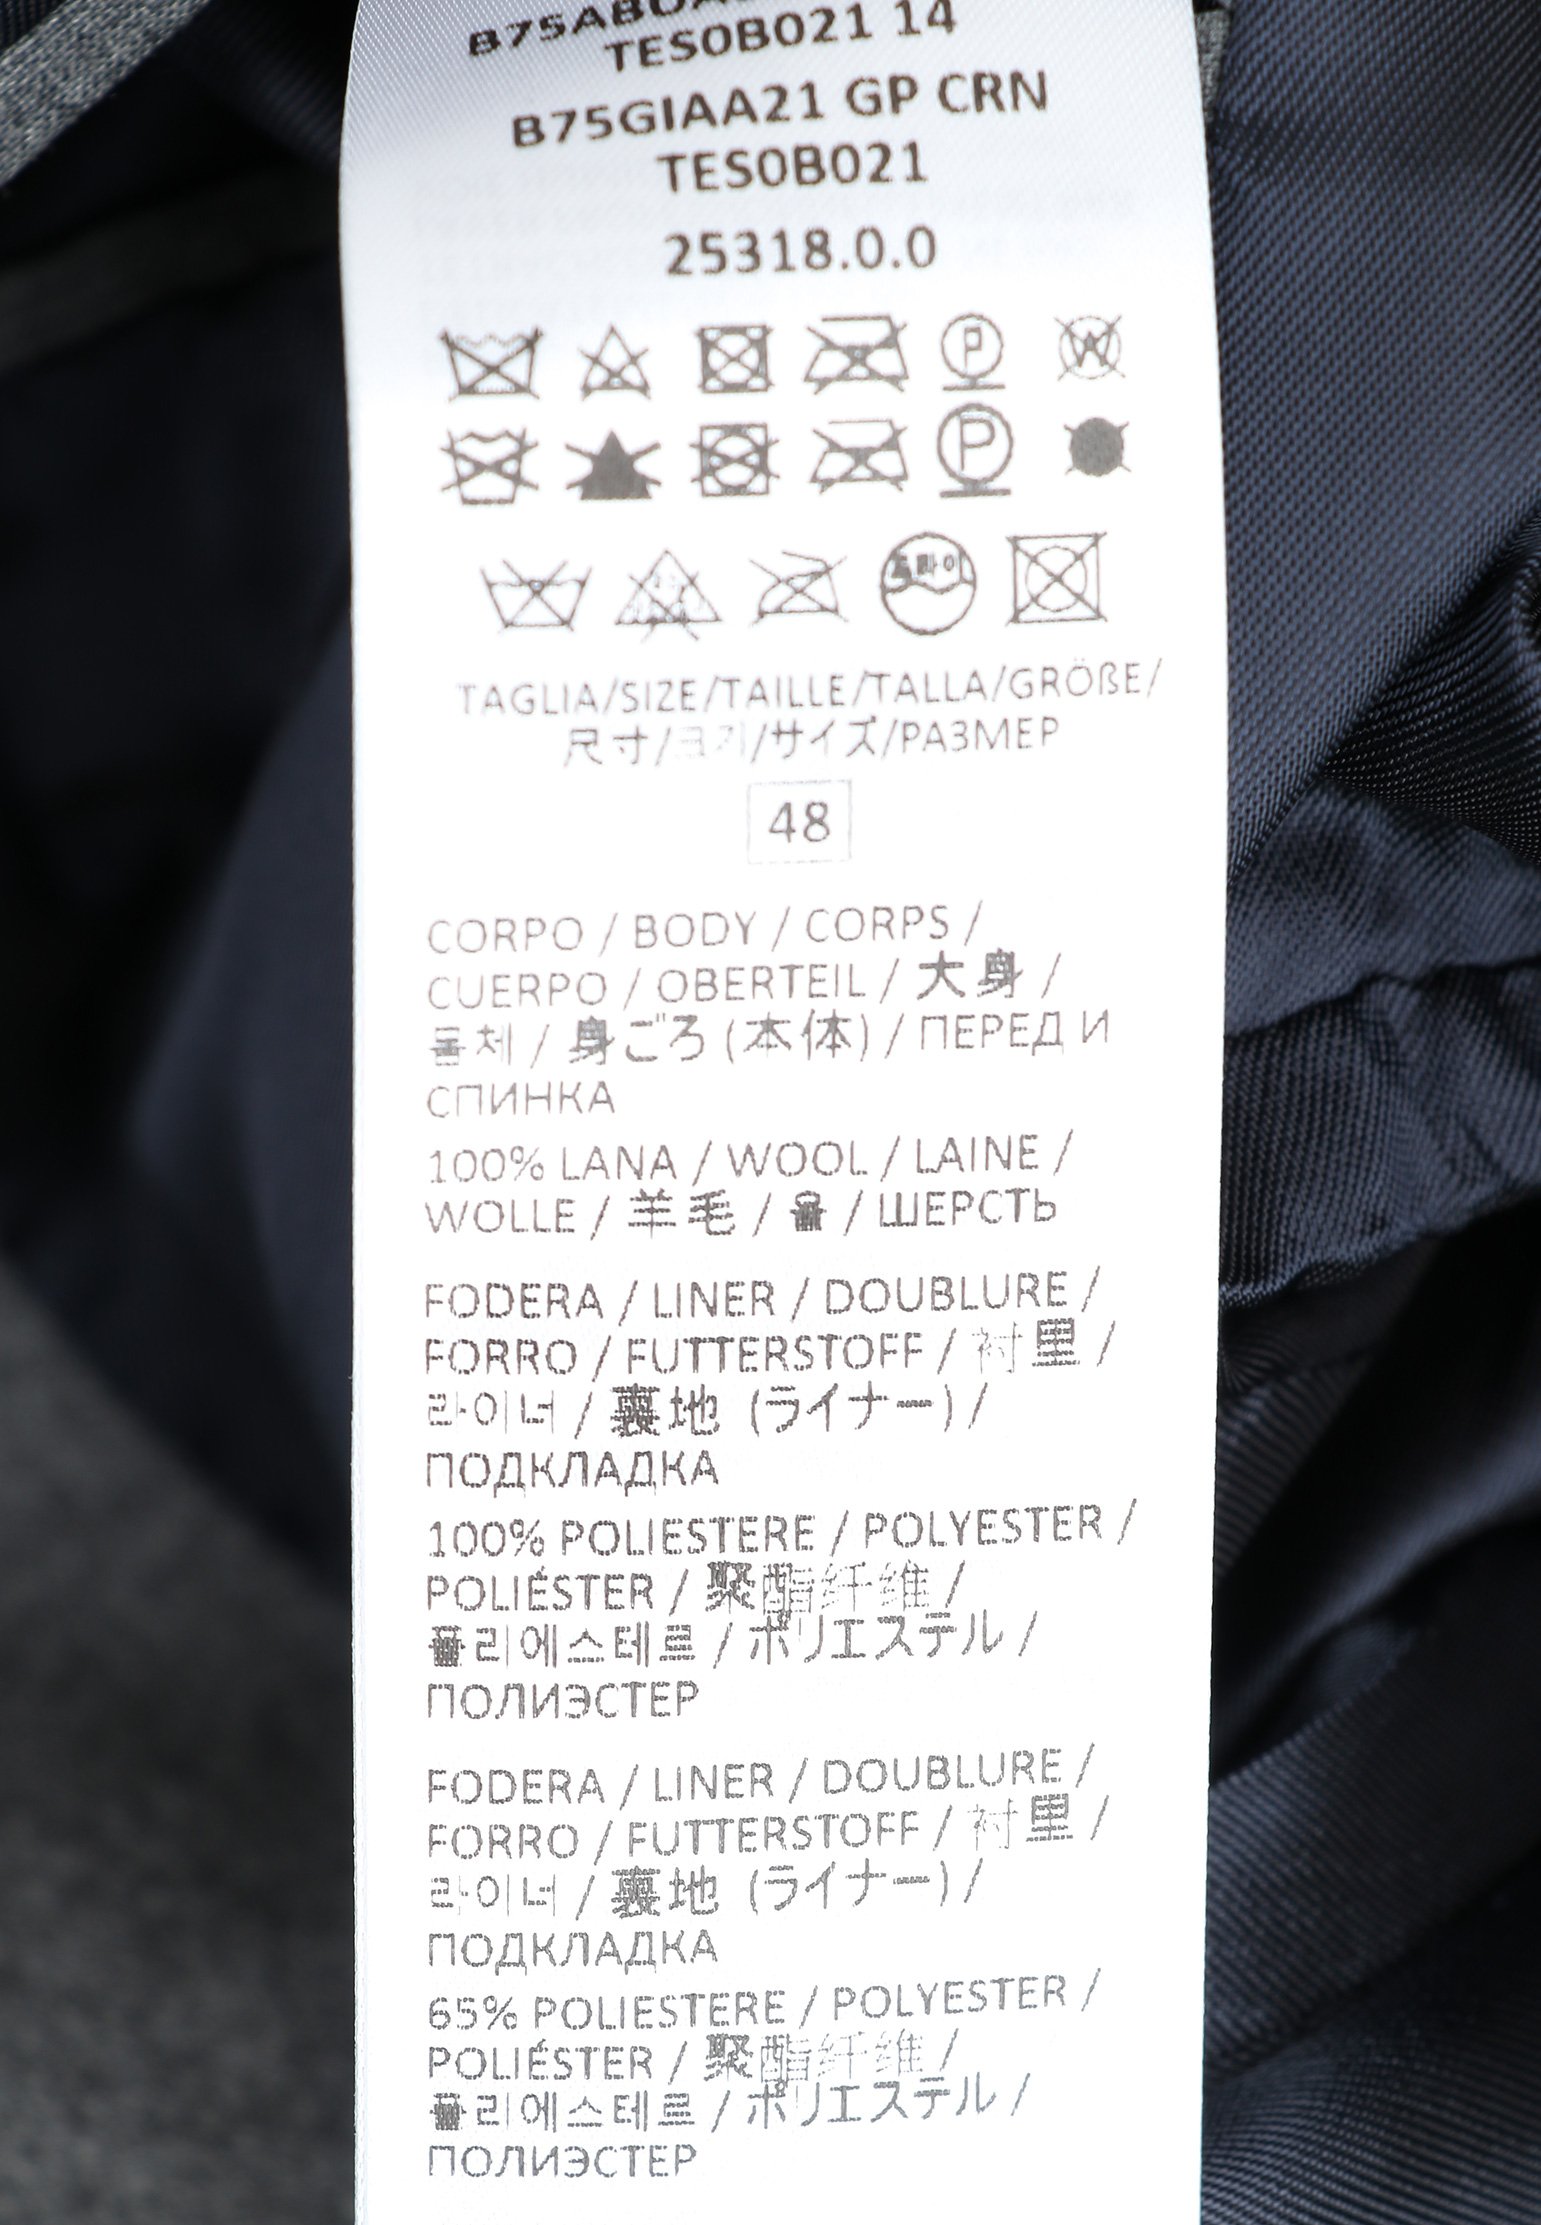 TES0B021 14
B75GIAA21 GP CRN
TES0B021
25318.0.0
P W
P
드라이
TAGLIA/SIZE/TAILLE/TALLA/GRÖßE/
尺寸/크기/サイズ/РАЗМЕР
48
CORPO / BODY / CORPS /
CUERPO / OBERTEIL / 大身 /
몸체 / 身ごろ (本体) / ПЕРЕД И
СПИНКА
100% LANA / WOOL / LAINE /
WOLLE / 羊毛 / 울 / ШЕРСТЬ
FODERA / LINER / DOUBLURE /
FORRO / FUTTERSTOFF / 衬里 /
라이너 / 裏地 (ライナー) /
ПОДКЛАДКА
100% POLIESTERE / POLYESTER /
POLIÉSTER / 聚酯纤维 /
폴리에스테르 / ポリエステル /
ПОЛИЭСТЕР
FODERA / LINER / DOUBLURE /
FORRO / FUTTERSTOFF / 衬里 /
라이너 / 裏地 (ライナー) /
ПОДКЛАДКА
65% POLIESTERE / POLYESTER /
POLIÉSTER / 聚酯纤维 /
폴리에스테르 / ポリエステル /
ПОЛИЭСТЕР